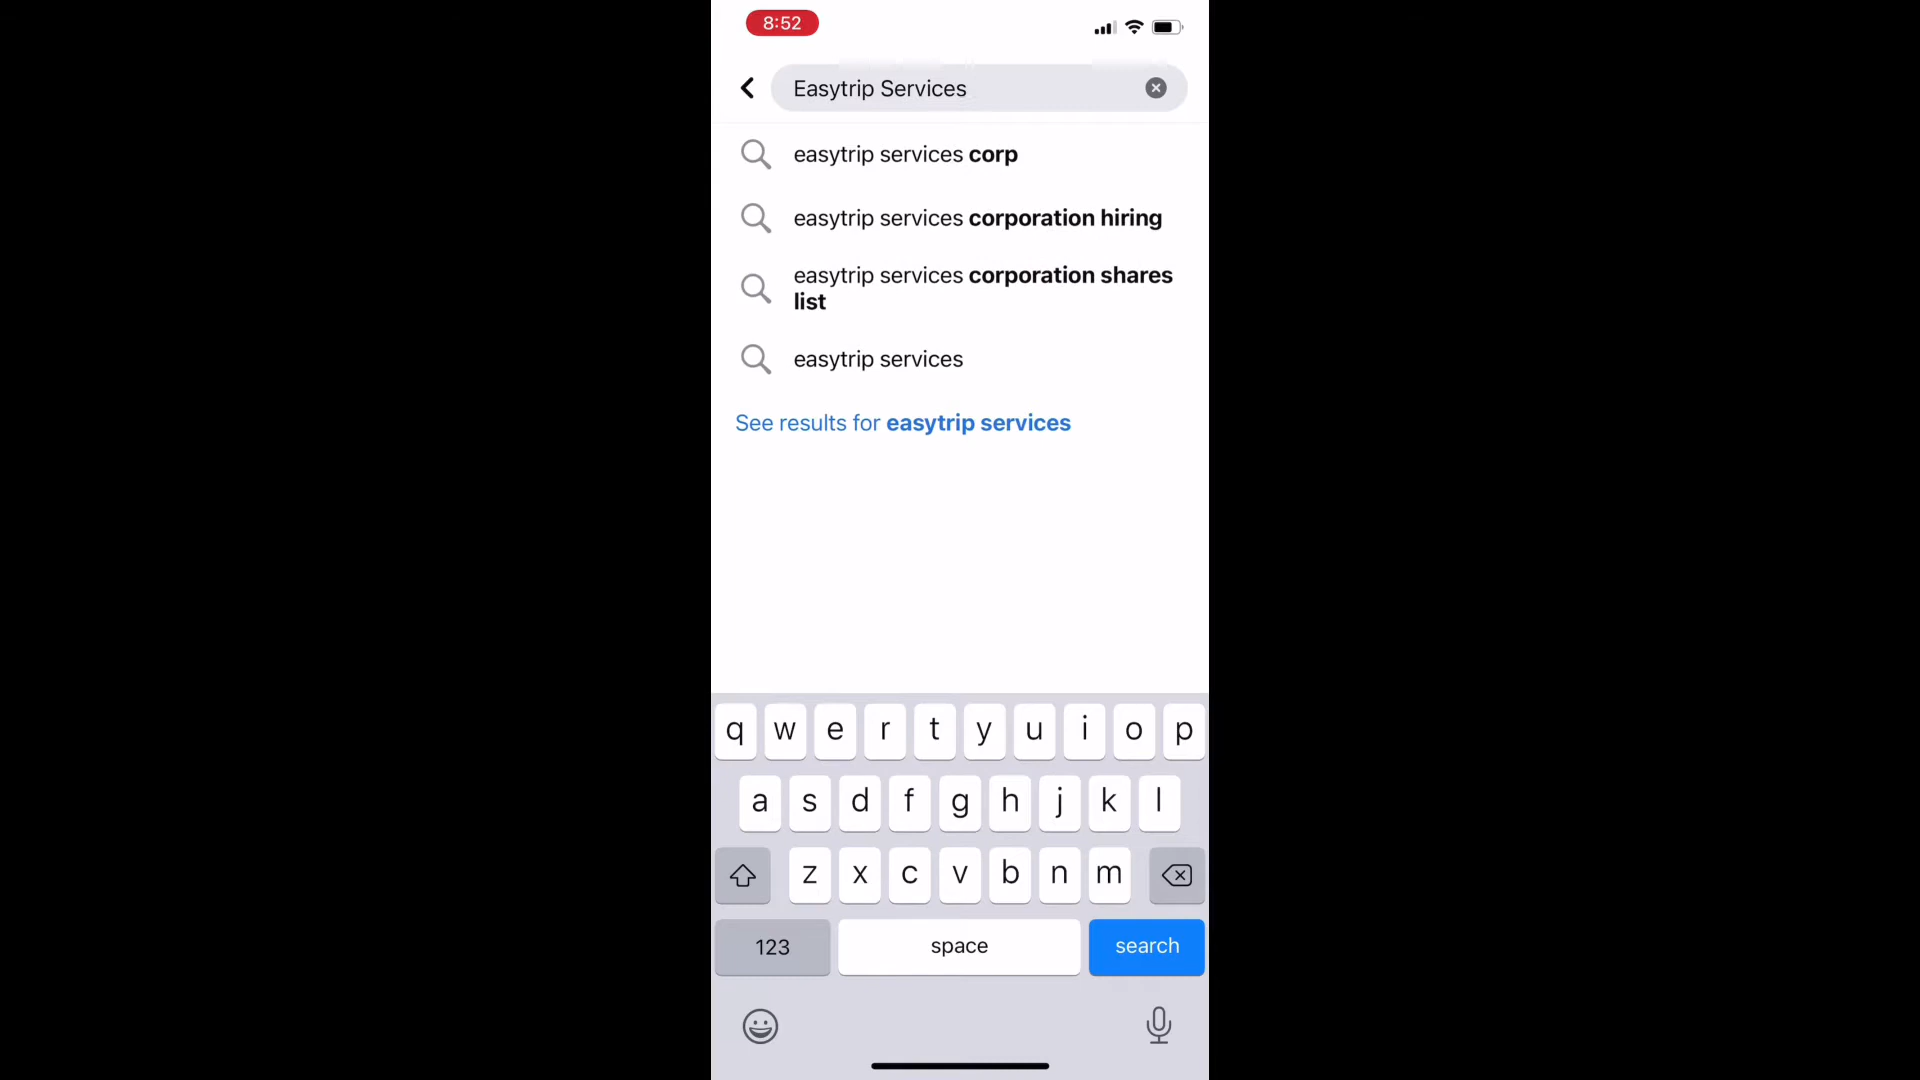 8:52
Easytrip Services
easytrip services corp
easytrip services corporation hiring
easytrip services corporation shares
list
easytrip services
See results for easytrip services
q w e r t y u i o p
a s d f g h j k l
z x c v b n m
123 space search